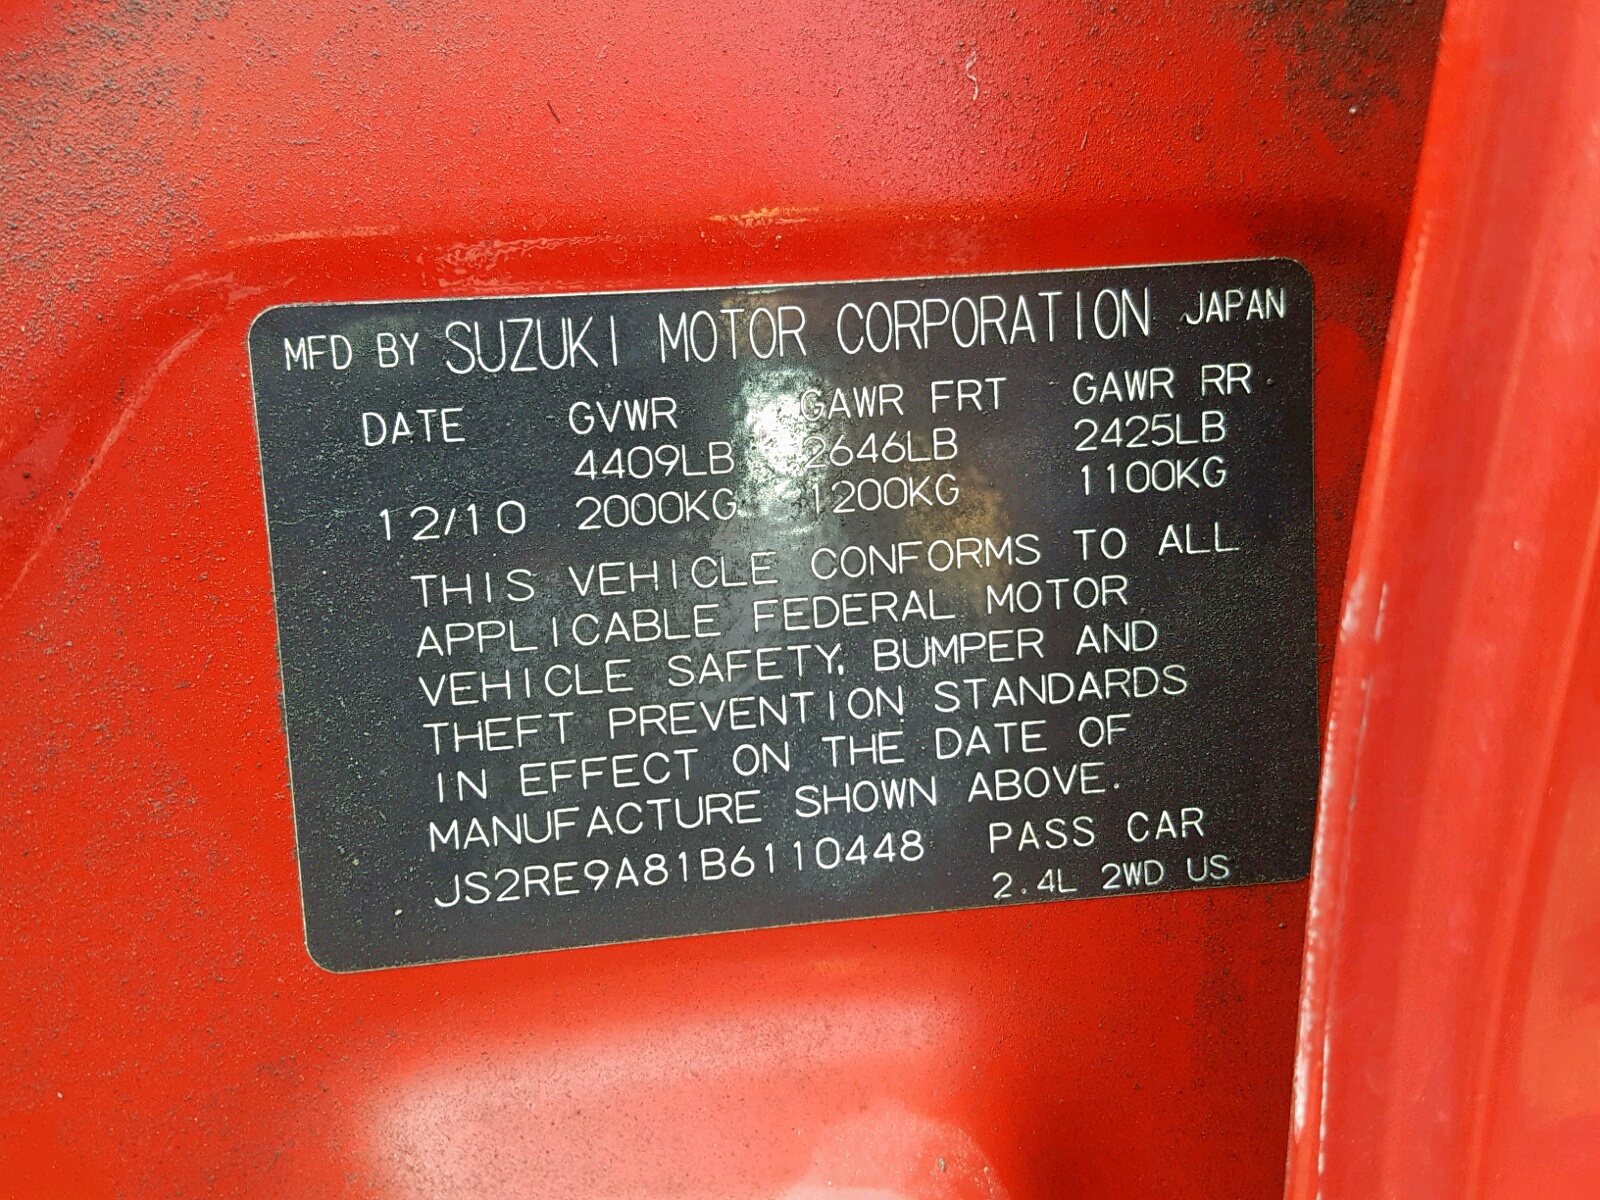 MFD BY SUZUKI MOTOR CORPORATION JAPAN
DATE GVWR GAWR FRT GAWR RR
4409LB 2646LB 2425LB
12/10 2000KG 1200KG 1100KG
THIS VEHICLE CONFORMS TO ALL
APPLICABLE FEDERAL MOTOR
VEHICLE SAFETY, BUMPER AND
THEFT PREVENTION STANDARDS
IN EFFECT ON THE DATE OF
MANUFACTURE SHOWN ABOVE.
JS2RE9A81B6110448 PASS CAR
2.4L 2WD US